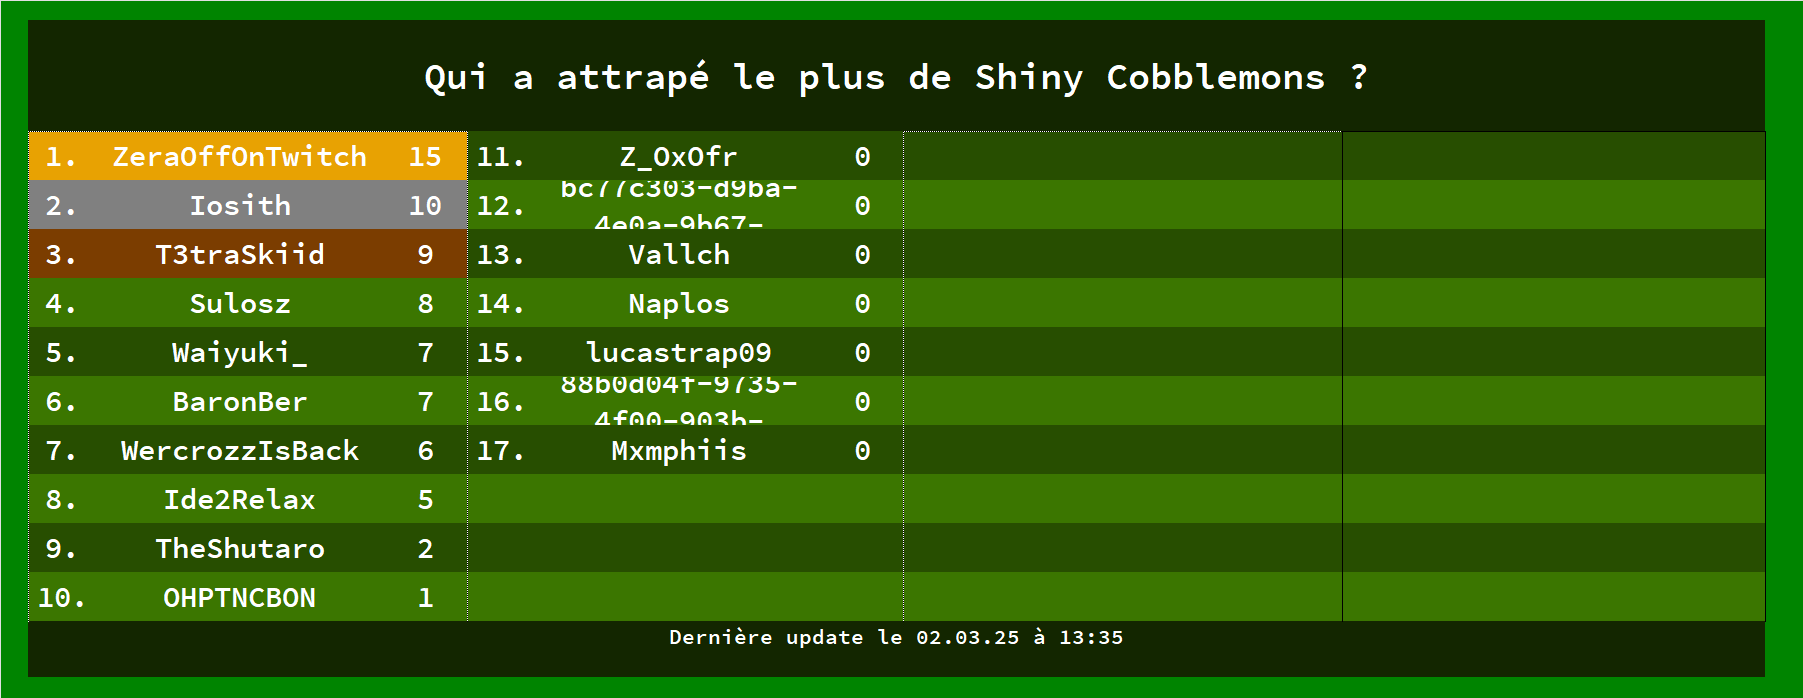 Qui a attrapé le plus de Shiny Cobblemons ?
1. ZeraOffOnTwitch 15
2. Iosith 10
3. T3traSkiid 9
4. Sulosz 8
5. Waiyuki_ 7
6. BaronBer 7
7. WercrozzIsBack 6
8. Ide2Relax 5
9. TheShutaro 2
10. OHPTNCBON 1
11. Z_OxOfr 0
12. bc77c303-d9ba-4e0a-9b67- 0
13. Vallch 0
14. Naplos 0
15. lucastrap09 0
16. 88b0d04f-9735-4f00-903b- 0
17. Mxmphiis 0
Dernière update le 02.03.25 à 13:35